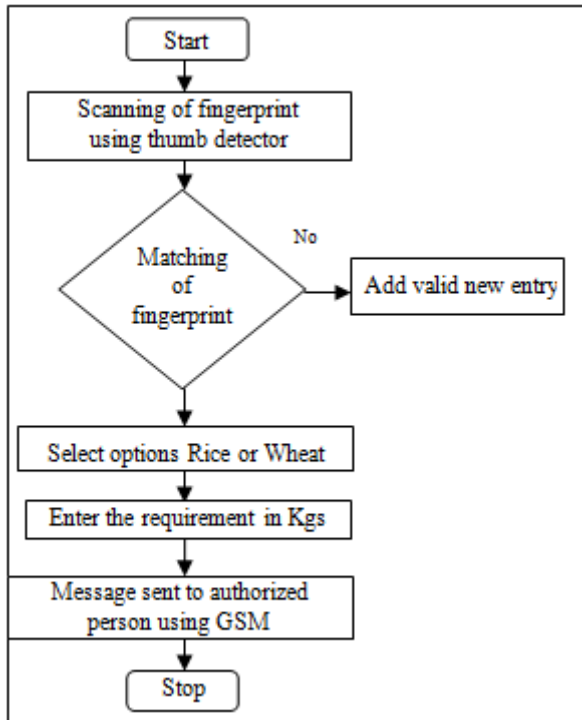 Start
Scanning of fingerprint
using thumb detector
No
Matching
of
fingerprint
Add valid new entry
Select options Rice or Wheat
Enter the requirement in Kgs
Message sent to authorized
person using GSM
Stop